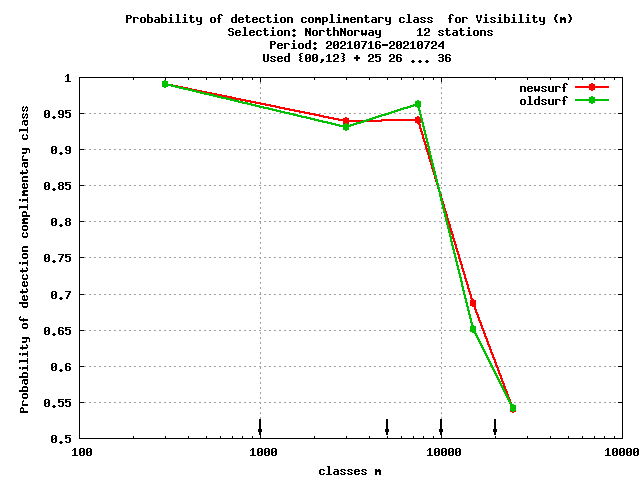 Probability of detection complimentary class  for Visibility (m)
Selection: NorthNorway     12 stations
Period: 20210716-20210724
Used {00,12} + 25 26 ... 36
newsurf
oldsurf
Probability of detection complimentary class
1
0.95
0.9
0.85
0.8
0.75
0.7
0.65
0.6
0.55
0.5
100
1000
10000
10000
classes m